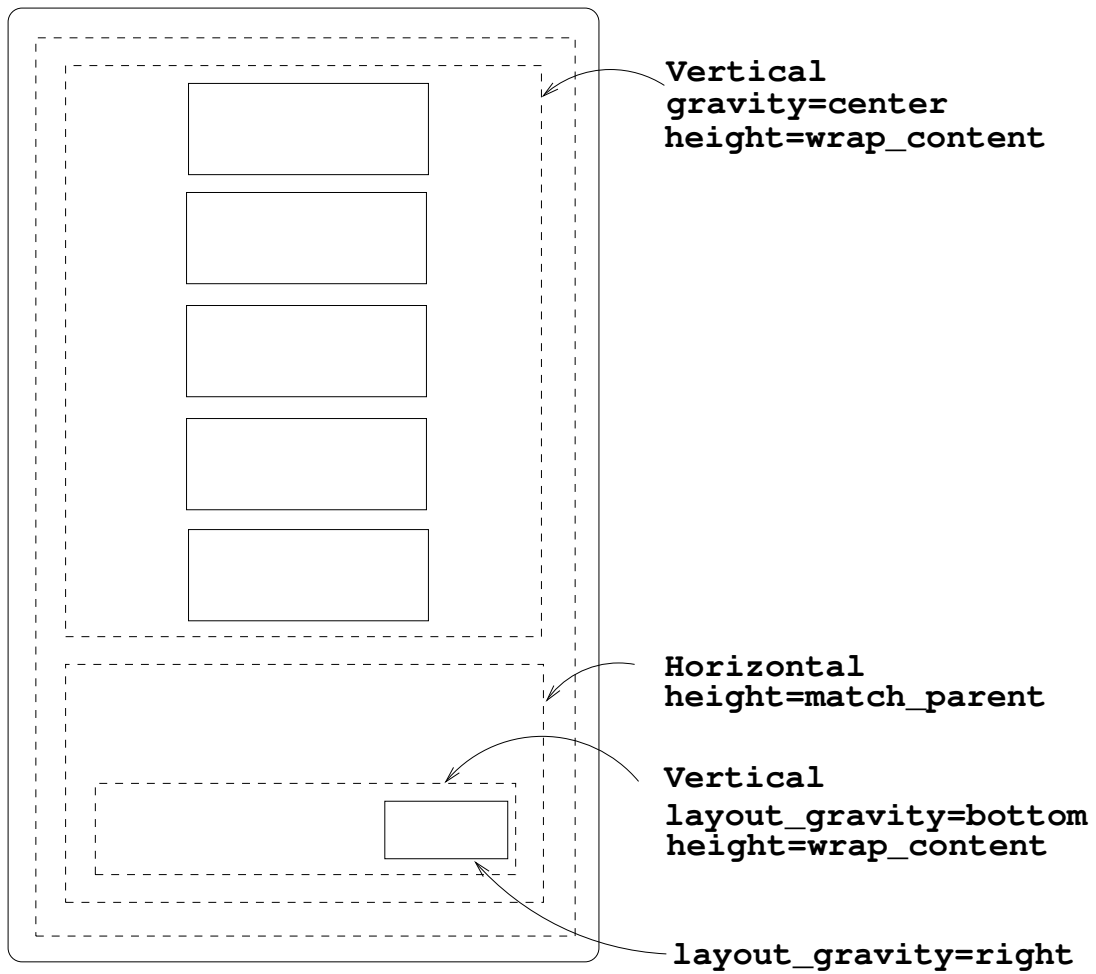 Vertical
gravity=center
height=wrap_content
Horizontal
height=match_parent
Vertical
layout_gravity=bottom
height=wrap_content
layout_gravity=right